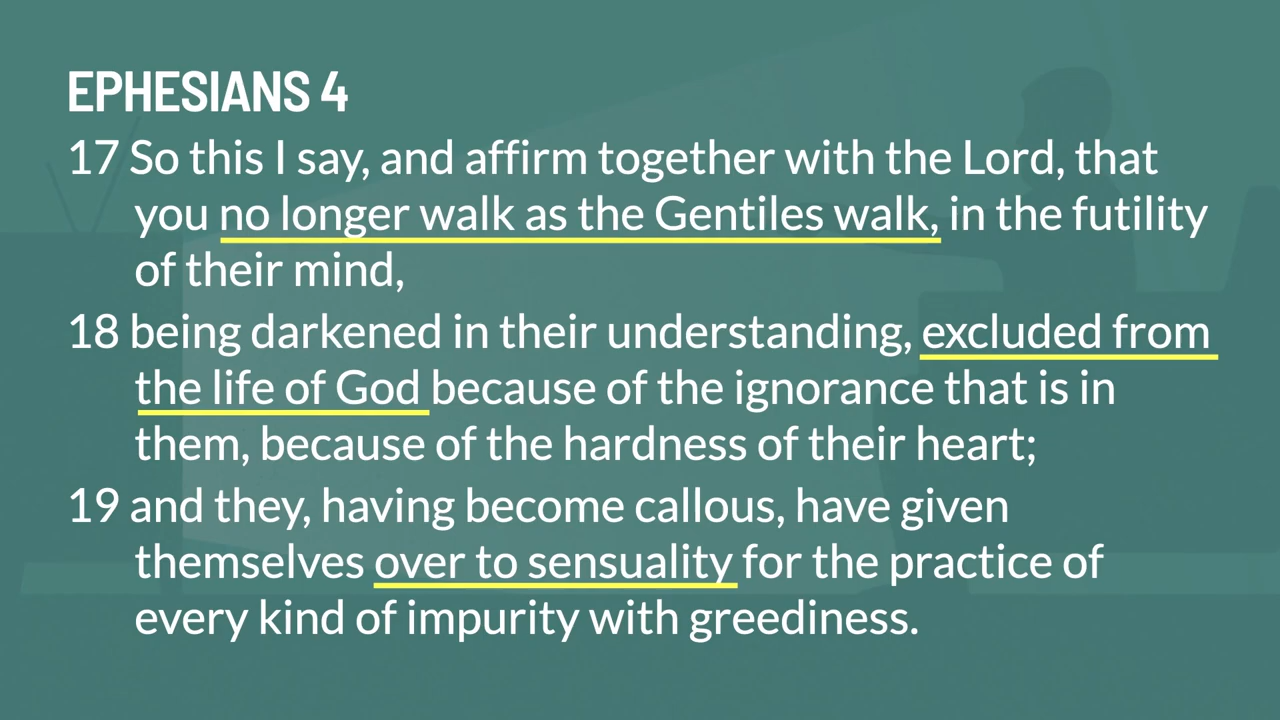 EPHESIANS 4
17 So this I say, and affirm together with the Lord, that
you no longer walk as the Gentiles walk, in the futility
of their mind,
18 being darkened in their understanding, excluded from
the life of God because of the ignorance that is in
them, because of the hardness of their heart;
19 and they, having become callous, have given
themselves over to sensuality for the practice of
every kind of impurity with greediness.